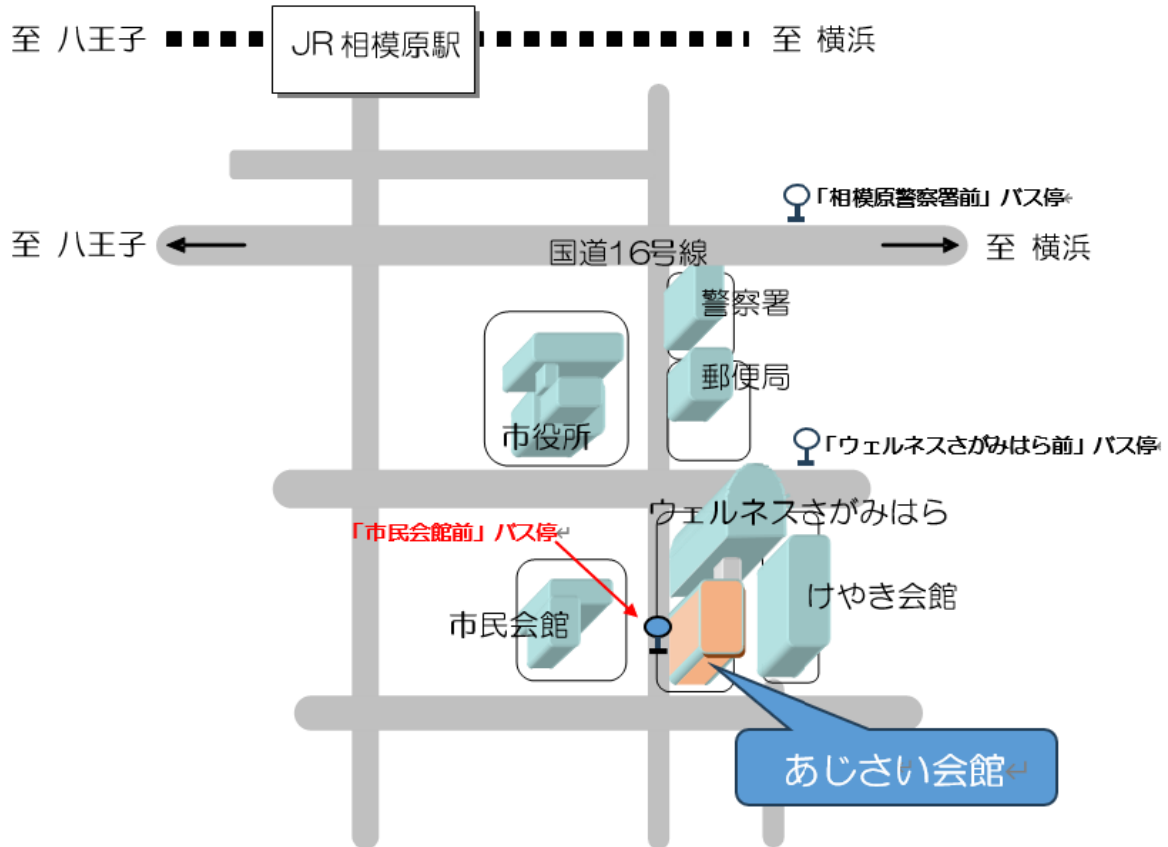 至 八王子
JR相模原駅
至 横浜
「相模原警察署前」バス停
至 八王子
国道16号線
至 横浜
警察署
郵便局
市役所
「ウェルネスさがみはら前」バス停
ウェルネスさがみはら
「市民会館前」バス停
けやき会館
市民会館
あじさい会館